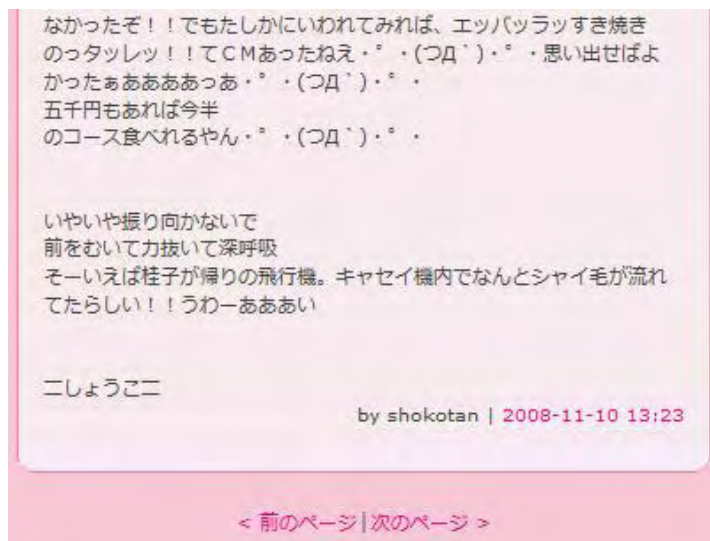 なかったぞ！！でもたしかにいわれてみれば、エッバッラッすき焼き
のっタッレッ！！てＣＭあったねえ・゜・(つД｀)・゜・思い出せばよ
かったぁああああっあ・゜・(つД｀)・゜・
五千円もあれば今半
のコース食べれるやん・゜・(つД｀)・゜・
いやいや振り向かないで
前をむいて力抜いて深呼吸
そーいえば桂子が帰りの飛行機。キャセイ機内でなんとシャイ毛が流れ
てたらしい！！うわーあああい
二しょうこ二
by shokotan | 2008-11-10 13:23
< 前のページ | 次のページ >